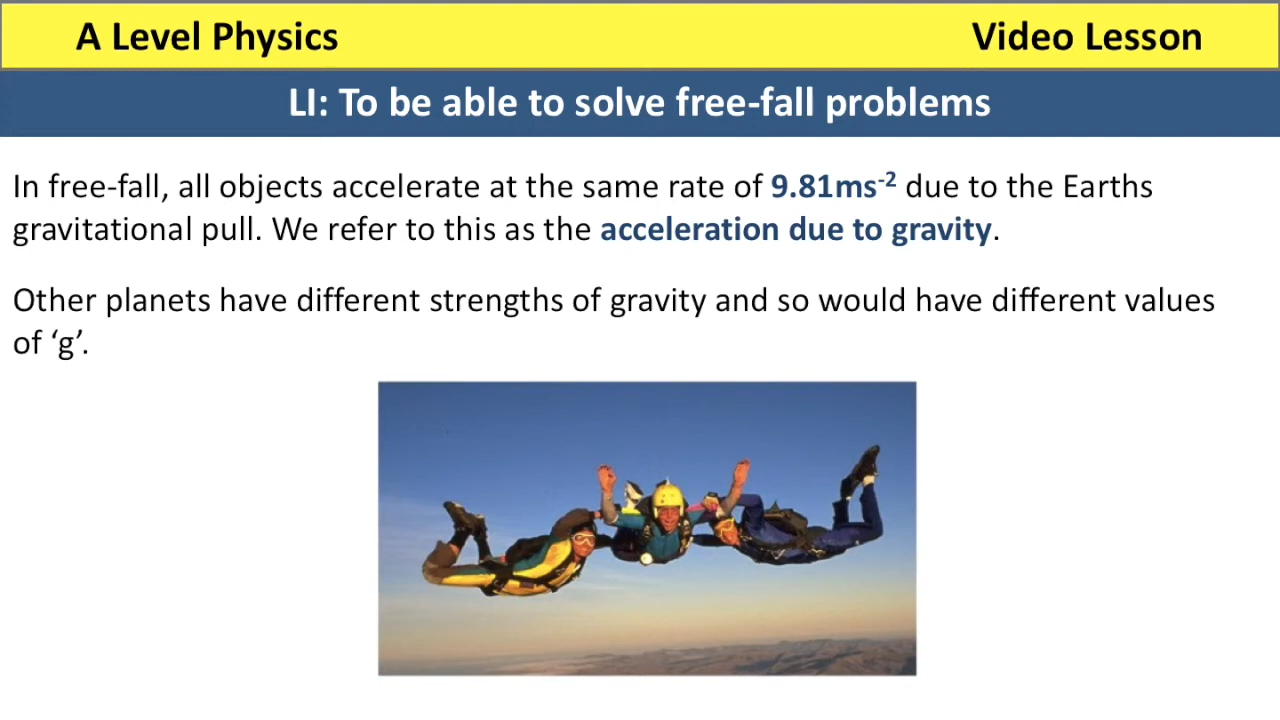 A Level Physics
Video Lesson
LI: To be able to solve free-fall problems
In free-fall, all objects accelerate at the same rate of 9.81ms⁻² due to the Earths
gravitational pull. We refer to this as the acceleration due to gravity.
Other planets have different strengths of gravity and so would have different values
of ‘g’.